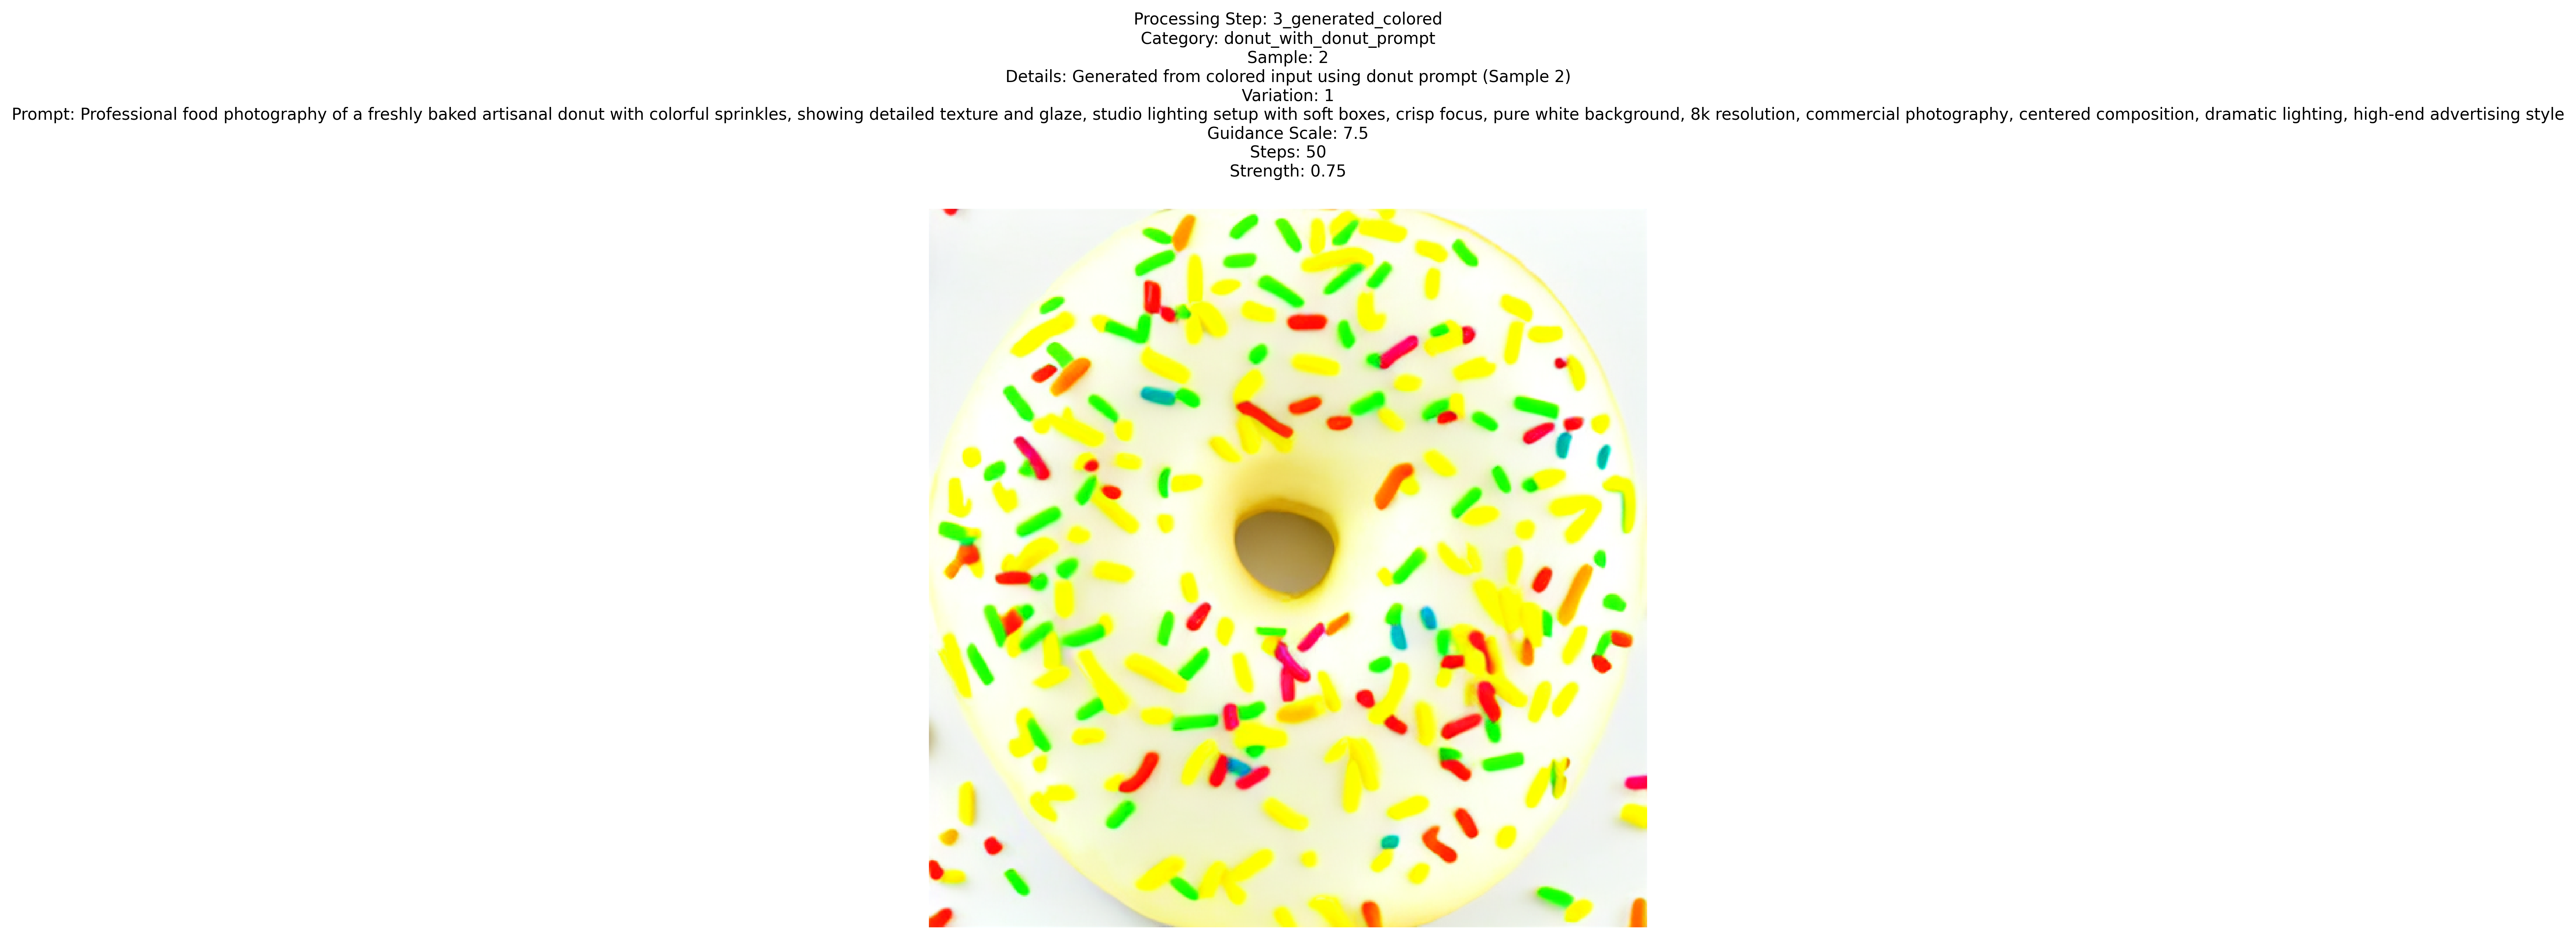 Processing Step: 3_generated_colored
Category: donut_with_donut_prompt
Sample: 2
Details: Generated from colored input using donut prompt (Sample 2)
Variation: 1
Prompt: Professional food photography of a freshly baked artisanal donut with colorful sprinkles, showing detailed texture and glaze, studio lighting setup with soft boxes, crisp focus, pure white background, 8k resolution, commercial photography, centered composition, dramatic lighting, high-end advertising style
Guidance Scale: 7.5
Steps: 50
Strength: 0.75